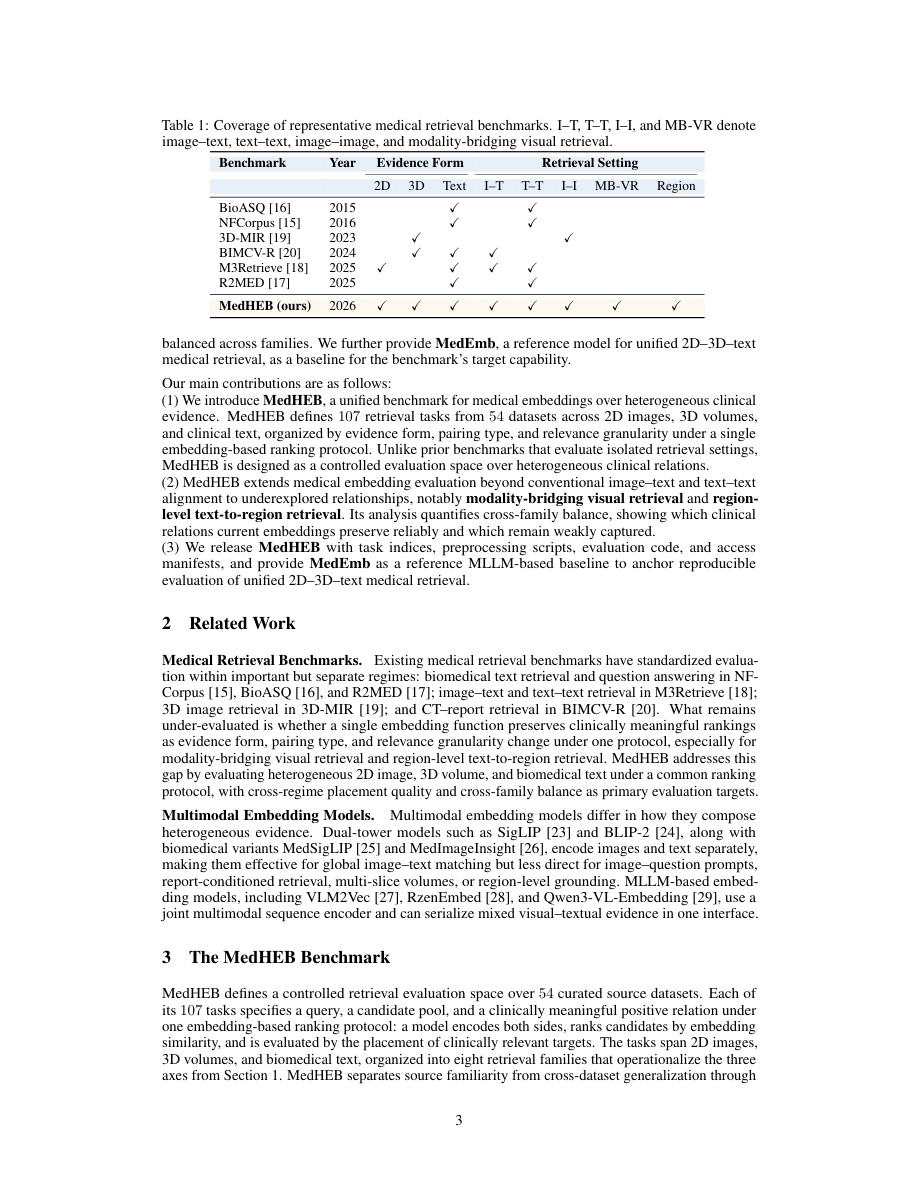 Table 1: Coverage of representative medical retrieval benchmarks. I–T, T–T, I–I, and MB-VR denote
image–text, text–text, image–image, and modality-bridging visual retrieval.
Benchmark Year Evidence Form Retrieval Setting
2D 3D Text I–T T–T I–I MB-VR Region
BioASQ [16] 2015 ✓ ✓
NFCorpus [15] 2016 ✓ ✓
3D-MIR [19] 2023 ✓ ✓
BIMCV-R [20] 2024 ✓ ✓ ✓
M3Retrieve [18] 2025 ✓ ✓ ✓ ✓
R2MED [17] 2025 ✓ ✓
MedHEB (ours) 2026 ✓ ✓ ✓ ✓ ✓ ✓ ✓ ✓
balanced across families. We further provide MedEmb, a reference model for unified 2D–3D–text
medical retrieval, as a baseline for the benchmark's target capability.
Our main contributions are as follows:
(1) We introduce MedHEB, a unified benchmark for medical embeddings over heterogeneous clinical
evidence. MedHEB defines 107 retrieval tasks from 54 datasets across 2D images, 3D volumes,
and clinical text, organized by evidence form, pairing type, and relevance granularity under a single
embedding-based ranking protocol. Unlike prior benchmarks that evaluate isolated retrieval settings,
MedHEB is designed as a controlled evaluation space over heterogeneous clinical relations.
(2) MedHEB extends medical embedding evaluation beyond conventional image–text and text–text
alignment to underexplored relationships, notably modality-bridging visual retrieval and region-
level text-to-region retrieval. Its analysis quantifies cross-family balance, showing which clinical
relations current embeddings preserve reliably and which remain weakly captured.
(3) We release MedHEB with task indices, preprocessing scripts, evaluation code, and access
manifests, and provide MedEmb as a reference MLLM-based baseline to anchor reproducible
evaluation of unified 2D–3D–text medical retrieval.
2 Related Work
Medical Retrieval Benchmarks. Existing medical retrieval benchmarks have standardized evalua-
tion within important but separate regimes: biomedical text retrieval and question answering in NF-
Corpus [15], BioASQ [16], and R2MED [17]; image–text and text–text retrieval in M3Retrieve [18];
3D image retrieval in 3D-MIR [19]; and CT–report retrieval in BIMCV-R [20]. What remains
under-evaluated is whether a single embedding function preserves clinically meaningful rankings
as evidence form, pairing type, and relevance granularity change under one protocol, especially for
modality-bridging visual retrieval and region-level text-to-region retrieval. MedHEB addresses this
gap by evaluating heterogeneous 2D image, 3D volume, and biomedical text under a common ranking
protocol, with cross-regime placement quality and cross-family balance as primary evaluation targets.
Multimodal Embedding Models. Multimodal embedding models differ in how they compose
heterogeneous evidence. Dual-tower models such as SigLIP [23] and BLIP-2 [24], along with
biomedical variants MedSigLIP [25] and MedImageInsight [26], encode images and text separately,
making them effective for global image–text matching but less direct for image–question prompts,
report-conditioned retrieval, multi-slice volumes, or region-level grounding. MLLM-based embed-
ding models, including VLM2Vec [27], RzenEmbed [28], and Qwen3-VL-Embedding [29], use a
joint multimodal sequence encoder and can serialize mixed visual–textual evidence in one interface.
3 The MedHEB Benchmark
MedHEB defines a controlled retrieval evaluation space over 54 curated source datasets. Each of
its 107 tasks specifies a query, a candidate pool, and a clinically meaningful positive relation under
one embedding-based ranking protocol: a model encodes both sides, ranks candidates by embedding
similarity, and is evaluated by the placement of clinically relevant targets. The tasks span 2D images,
3D volumes, and biomedical text, organized into eight retrieval families that operationalize the three
axes from Section 1. MedHEB separates source familiarity from cross-dataset generalization through
3